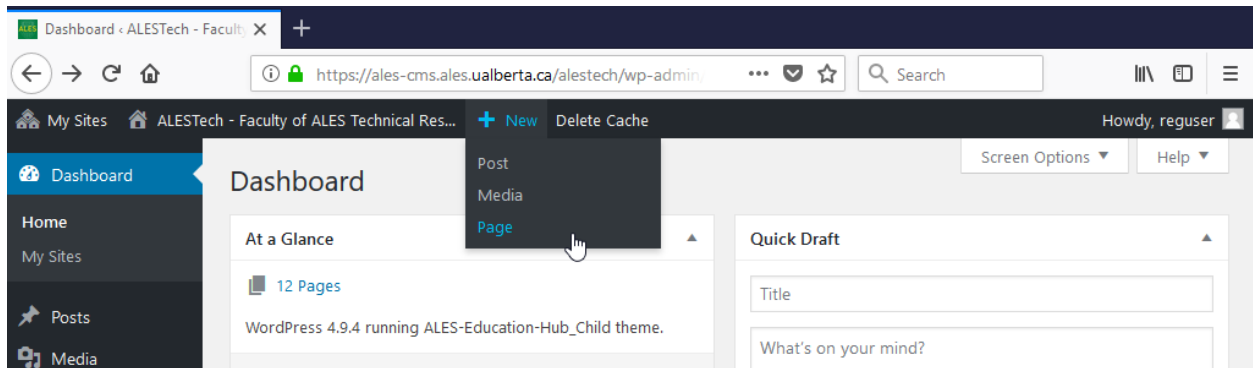 ALES Dashboard ‹ ALESTech - Faculty
https://ales-cms.ales.ualberta.ca/alestech/wp-admin/
Search
My Sites ALESTech - Faculty of ALES Technical Res... New Delete Cache Howdy, reguser
Dashboard
Home
My Sites
Posts
Media
Dashboard
Post
Media
Page
Screen Options ▼ Help ▼
At a Glance
12 Pages
WordPress 4.9.4 running ALES-Education-Hub_Child theme.
Quick Draft
Title
What's on your mind?